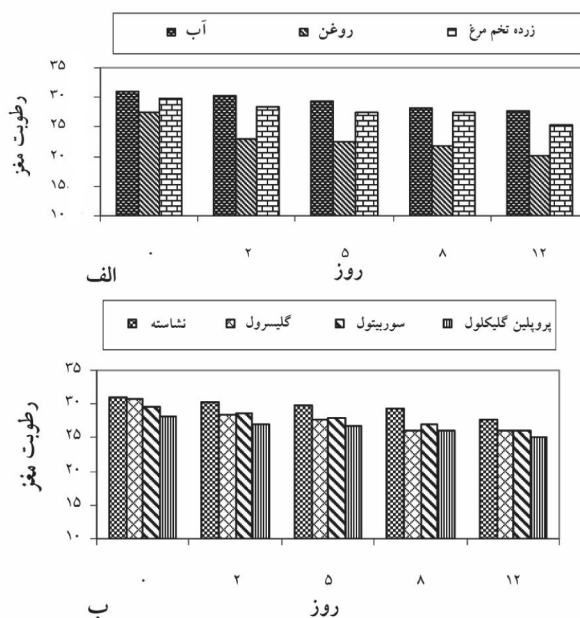 آب روغن زرده تخم مرغ
رطوبت مغز
۳۵
۳۰
۲۵
۲۰
۱۵
۱۰
۰ ۲ ۵ ۸ ۱۲
روز
الف
نشاسته گلیسرول سوربیتول پروپلین گلیکلول
رطوبت مغز
۳۵
۳۰
۲۵
۲۰
۱۵
۱۰
۰ ۲ ۵ ۸ ۱۲
روز
ب